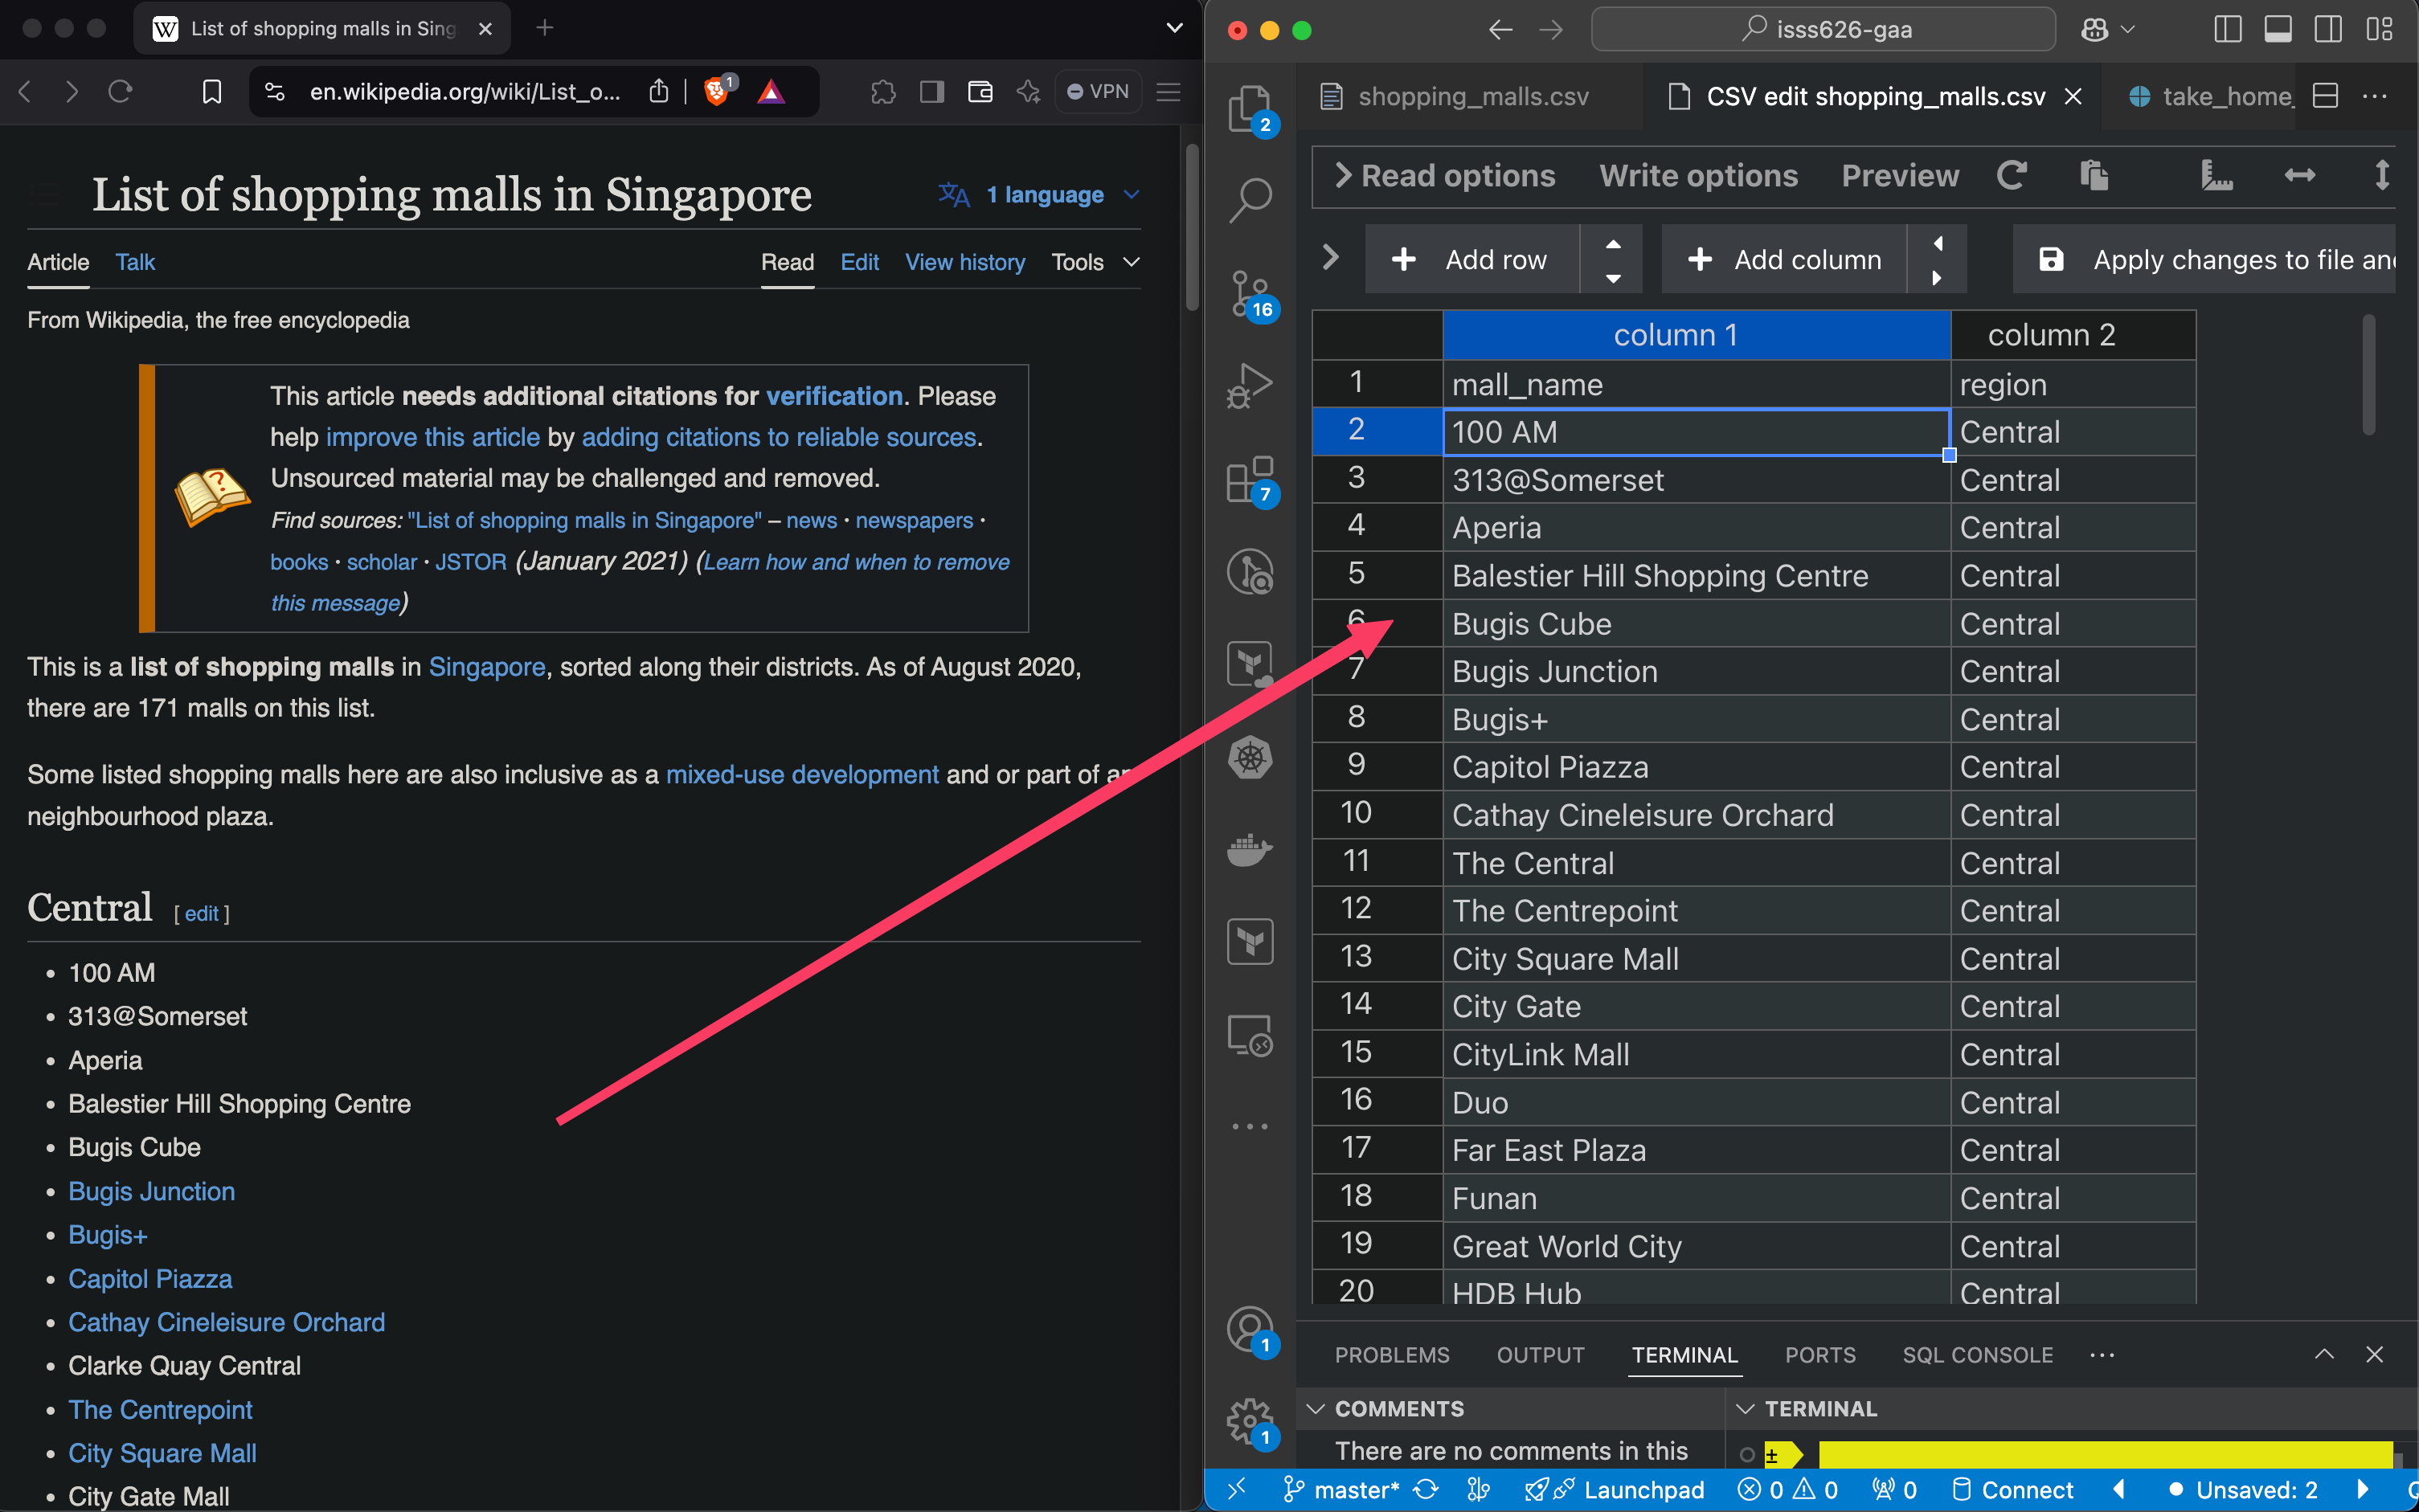 List of shopping malls in Sing
en.wikipedia.org/wiki/List_o...
1
VPN
List of shopping malls in Singapore
1 language
Article
Talk
Read
Edit
View history
Tools
From Wikipedia, the free encyclopedia
This article needs additional citations for verification. Please
help improve this article by adding citations to reliable sources.
Unsourced material may be challenged and removed.
Find sources: "List of shopping malls in Singapore" – news · newspapers ·
books · scholar · JSTOR (January 2021) (Learn how and when to remove
this message)
This is a list of shopping malls in Singapore, sorted along their districts. As of August 2020,
there are 171 malls on this list.
Some listed shopping malls here are also inclusive as a mixed-use development and or part of an
neighbourhood plaza.
Central [ edit ]
• 100 AM
• 313@Somerset
• Aperia
• Balestier Hill Shopping Centre
• Bugis Cube
• Bugis Junction
• Bugis+
• Capitol Piazza
• Cathay Cineleisure Orchard
• Clarke Quay Central
• The Centrepoint
• City Square Mall
• City Gate Mall
isss626-gaa
shopping_malls.csv
CSV edit shopping_malls.csv
take_home_
2
16
7
1
1
Read options
Write options
Preview
+ Add row
+ Add column
Apply changes to file and
column 1 column 2
1 mall_name region
2 100 AM Central
3 313@Somerset Central
4 Aperia Central
5 Balestier Hill Shopping Centre Central
6 Bugis Cube Central
7 Bugis Junction Central
8 Bugis+ Central
9 Capitol Piazza Central
10 Cathay Cineleisure Orchard Central
11 The Central Central
12 The Centrepoint Central
13 City Square Mall Central
14 City Gate Central
15 CityLink Mall Central
16 Duo Central
17 Far East Plaza Central
18 Funan Central
19 Great World City Central
20 HDB Hub Central
PROBLEMS
OUTPUT
TERMINAL
PORTS
SQL CONSOLE
COMMENTS
There are no comments in this
TERMINAL
±
master*
Launchpad
0
0
0
Connect
Unsaved: 2